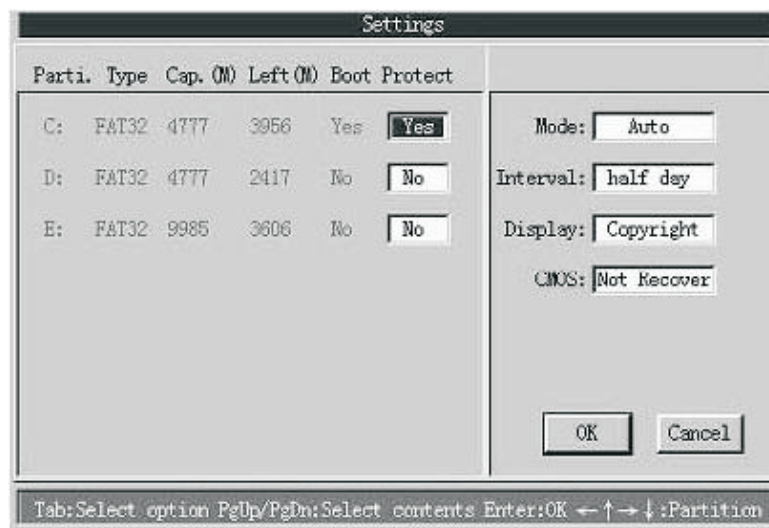 Settings
Parti. Type Cap.(M) Left(M) Boot Protect
C: FAT32 4777 3956 Yes Yes
D: FAT32 4777 2417 No No
E: FAT32 9985 3606 No No
Mode: Auto
Interval: half day
Display: Copyright
CMOS: Not Recover
OK Cancel
Tab:Select option PgUp/PgDn:Select contents Enter:OK ←↑→↓:Partition